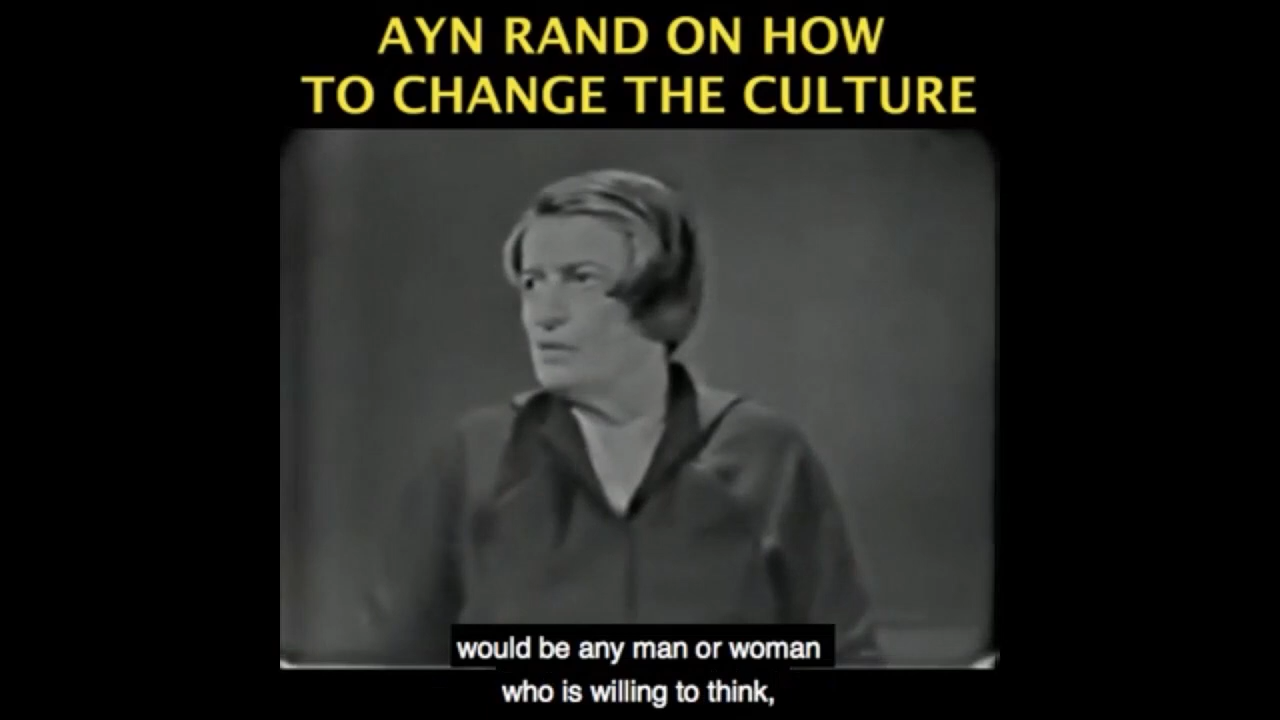 AYN RAND ON HOW
TO CHANGE THE CULTURE
would be any man or woman
who is willing to think,